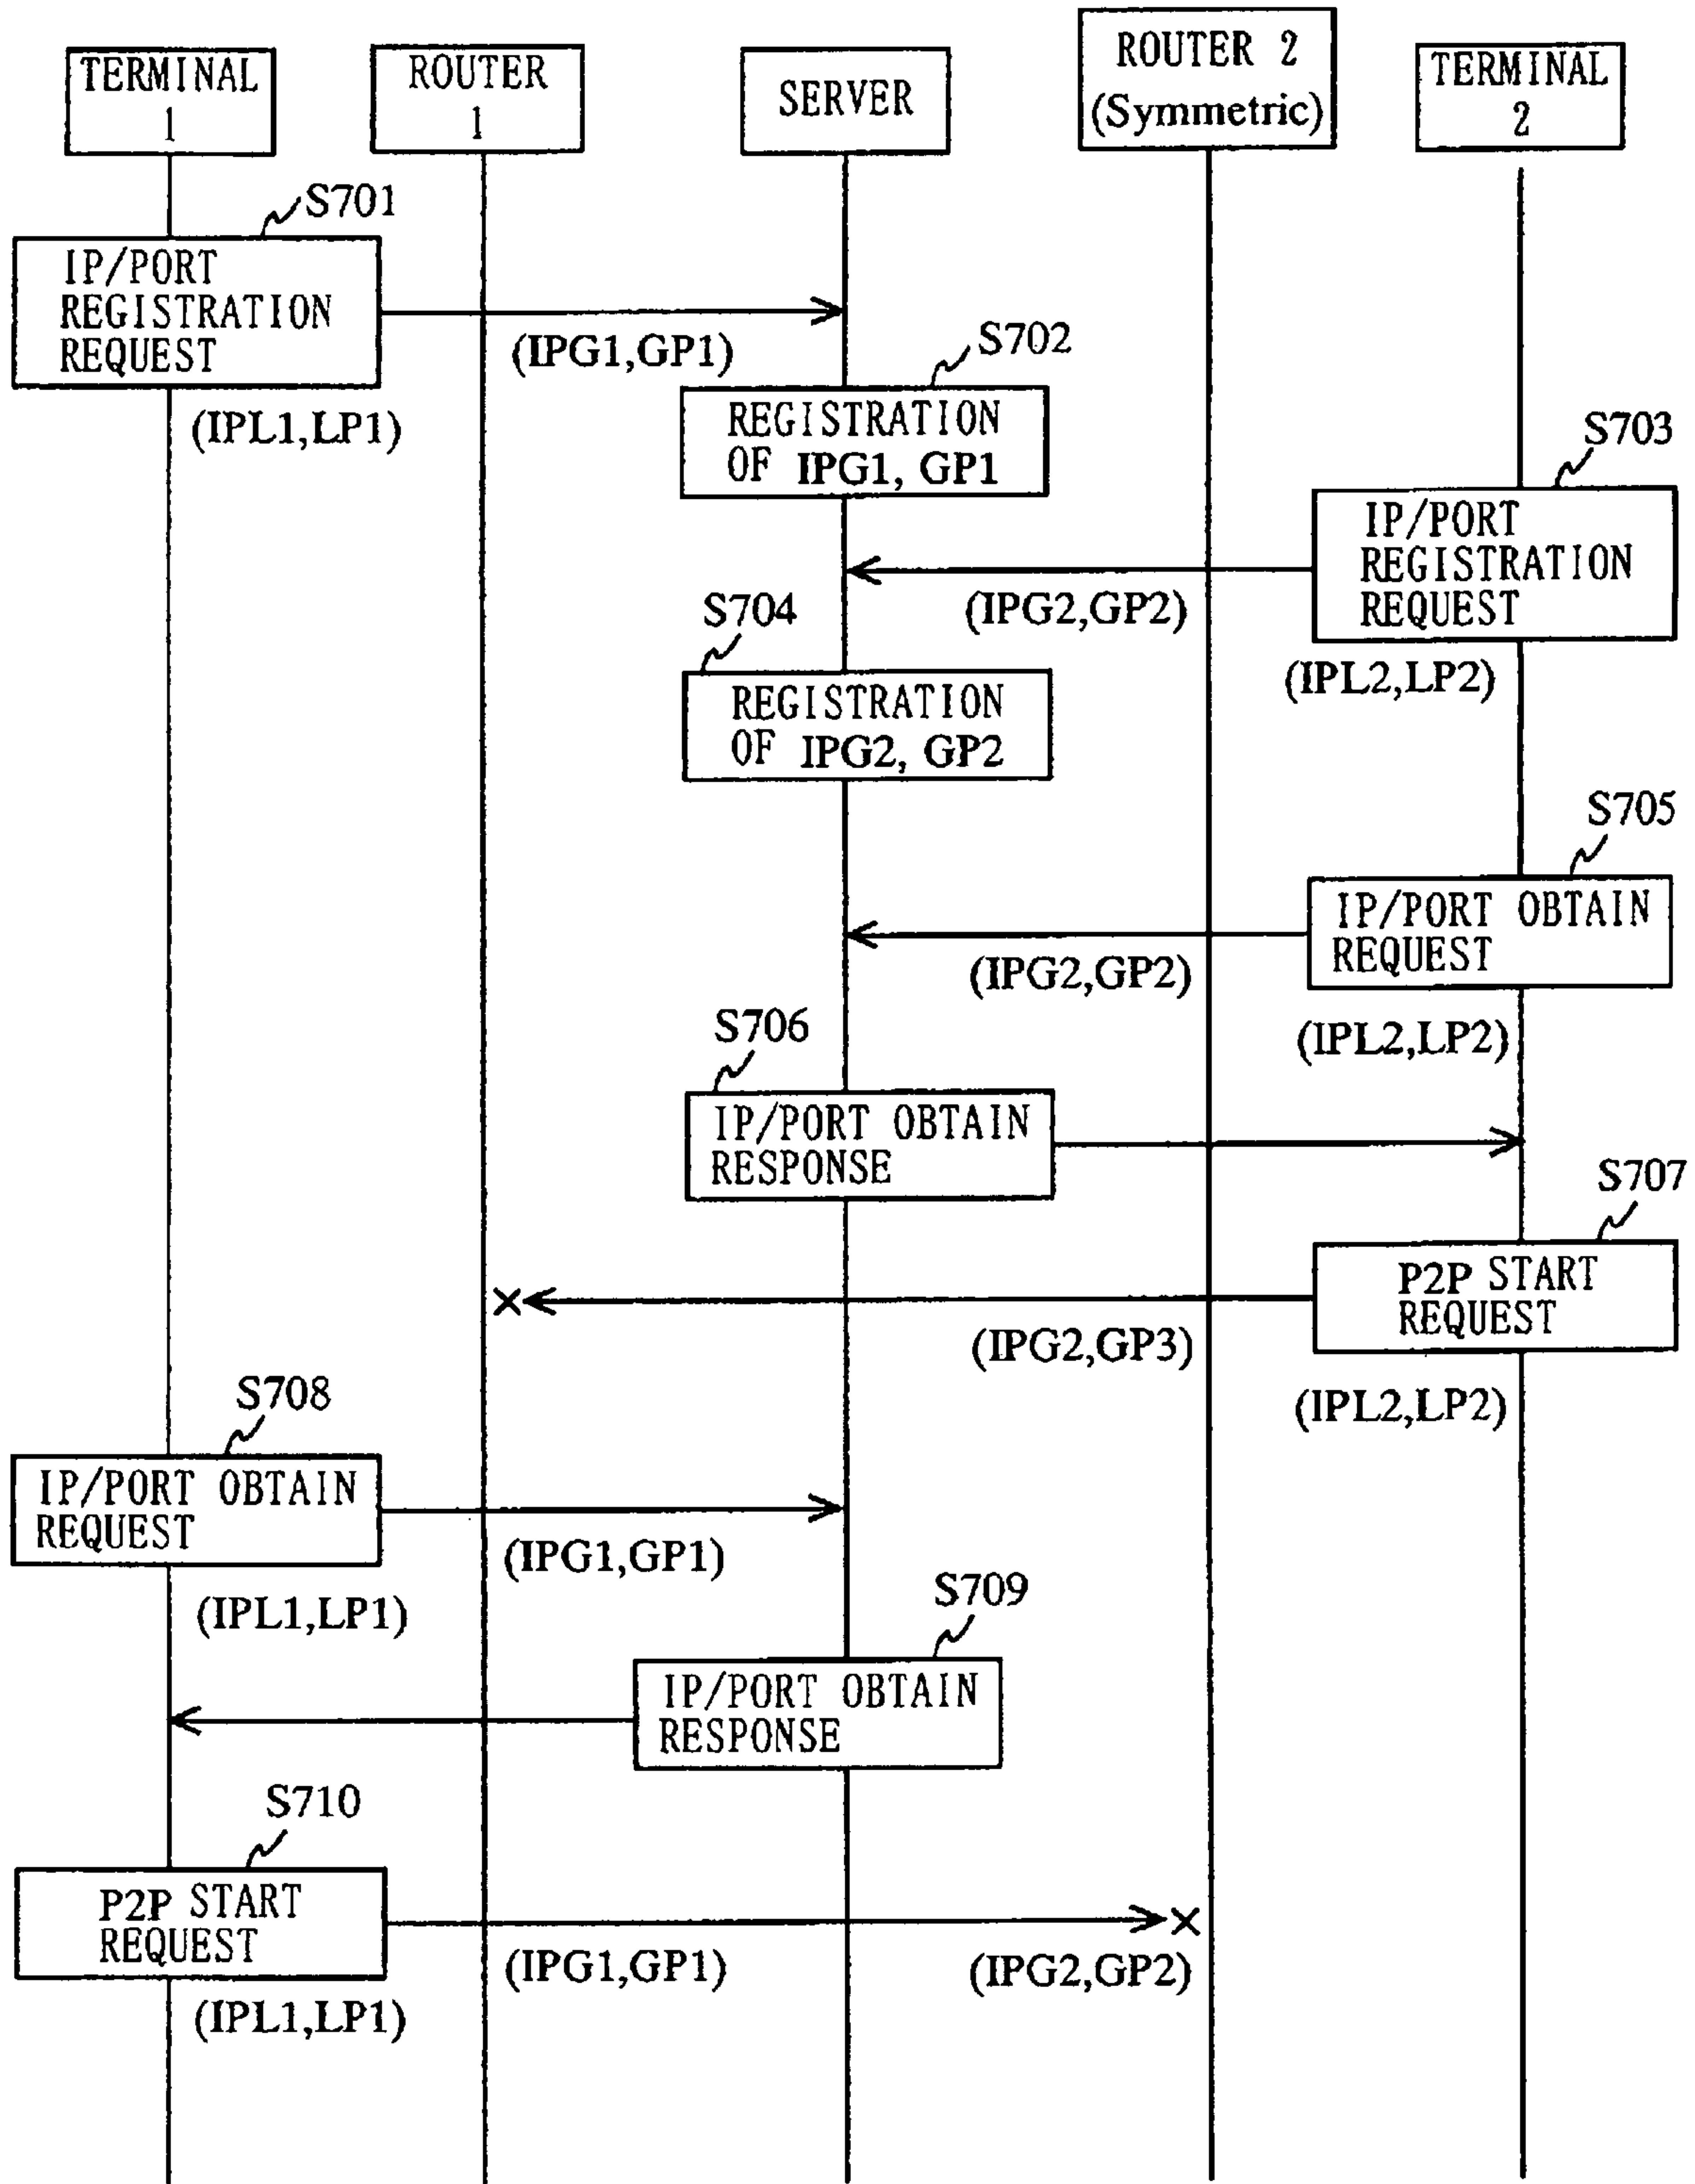 TERMINAL
1
ROUTER
1
SERVER
ROUTER 2
(Symmetric)
TERMINAL
2
S701
IP/PORT
REGISTRATION
REQUEST
(IPG1,GP1)
(IPL1,LP1)
S702
REGISTRATION
OF IPG1, GP1
S703
IP/PORT
REGISTRATION
REQUEST
(IPG2,GP2)
(IPL2,LP2)
S704
REGISTRATION
OF IPG2, GP2
S705
IP/PORT OBTAIN
REQUEST
(IPG2,GP2)
(IPL2,LP2)
S706
IP/PORT OBTAIN
RESPONSE
S707
P2P START
REQUEST
(IPG2,GP3)
(IPL2,LP2)
S708
IP/PORT OBTAIN
REQUEST
(IPG1,GP1)
(IPL1,LP1)
S709
IP/PORT OBTAIN
RESPONSE
S710
P2P START
REQUEST
(IPG1,GP1)
(IPG2,GP2)
(IPL1,LP1)